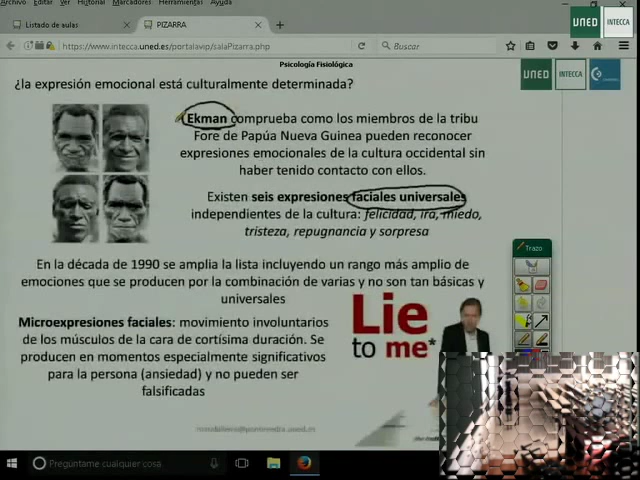 Archivo Editar Ver Historial Marcadores Herramientas Ayuda
Listado de aulas
PIZARRA
https://www.intecca.uned.es/portalavip/salaPizarra.php
Buscar
UNED INTECCA
Psicología Fisiológica
UNED INTECCA
¿la expresión emocional está culturalmente determinada?
Ekman comprueba como los miembros de la tribu
Fore de Papúa Nueva Guinea pueden reconocer
expresiones emocionales de la cultura occidental sin
haber tenido contacto con ellos.
Existen seis expresiones faciales universales
independientes de la cultura: felicidad, ira, miedo,
tristeza, repugnancia y sorpresa
Trazo
En la década de 1990 se amplia la lista incluyendo un rango más amplio de
emociones que se producen por la combinación de varias y no son tan básicas y
universales
Microexpresiones faciales: movimiento involuntarios
de los músculos de la cara de cortísima duración. Se
producen en momentos especialmente significativos
para la persona (ansiedad) y no pueden ser
falsificadas
Lie
to me*
Pregúntame cualquier cosa